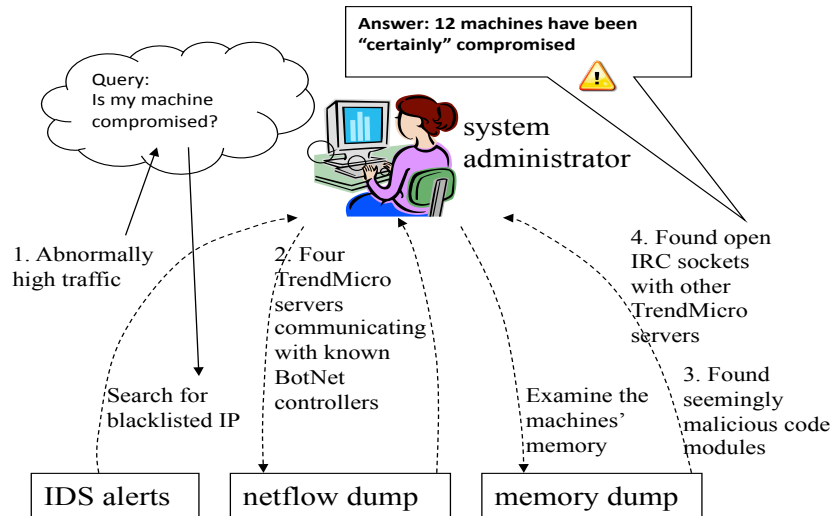 Answer: 12 machines have been
“certainly” compromised
Query:
Is my machine
compromised?
system
administrator
1. Abnormally
high traffic
2. Four
TrendMicro
servers
communicating
with known
BotNet
controllers
4. Found open
IRC sockets
with other
TrendMicro
servers
Search for
blacklisted IP
Examine the
machines’
memory
3. Found
seemingly
malicious code
modules
IDS alerts
netflow dump
memory dump